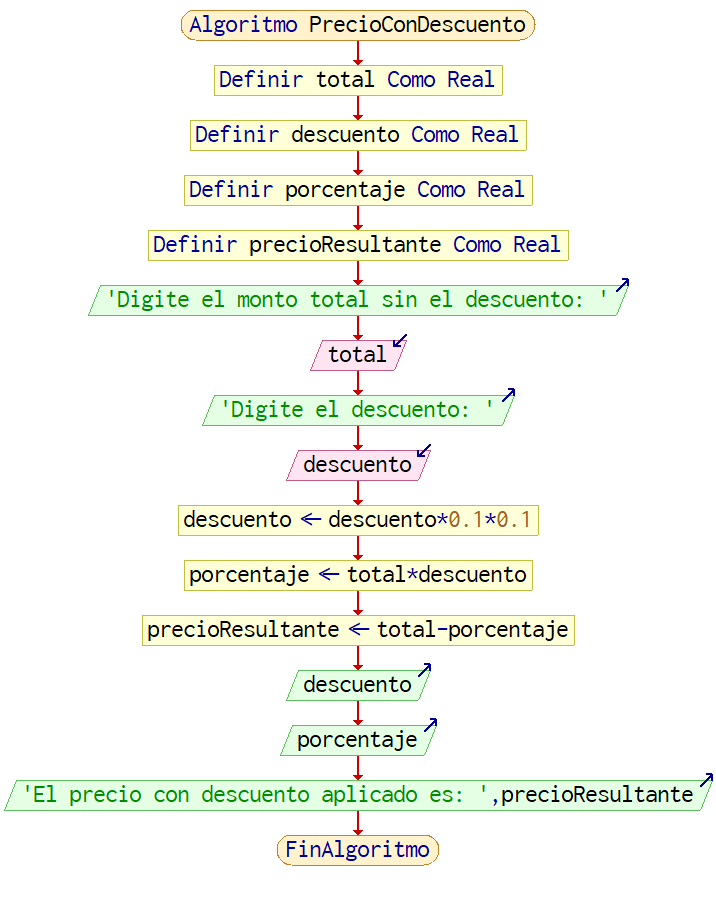 Algoritmo PrecioConDescuento
Definir total Como Real
Definir descuento Como Real
Definir porcentaje Como Real
Definir precioResultante Como Real
'Digite el monto total sin el descuento: '
total
'Digite el descuento: '
descuento
descuento ← descuento*0.1*0.1
porcentaje ← total*descuento
precioResultante ← total-porcentaje
descuento
porcentaje
'El precio con descuento aplicado es: ',precioResultante
FinAlgoritmo